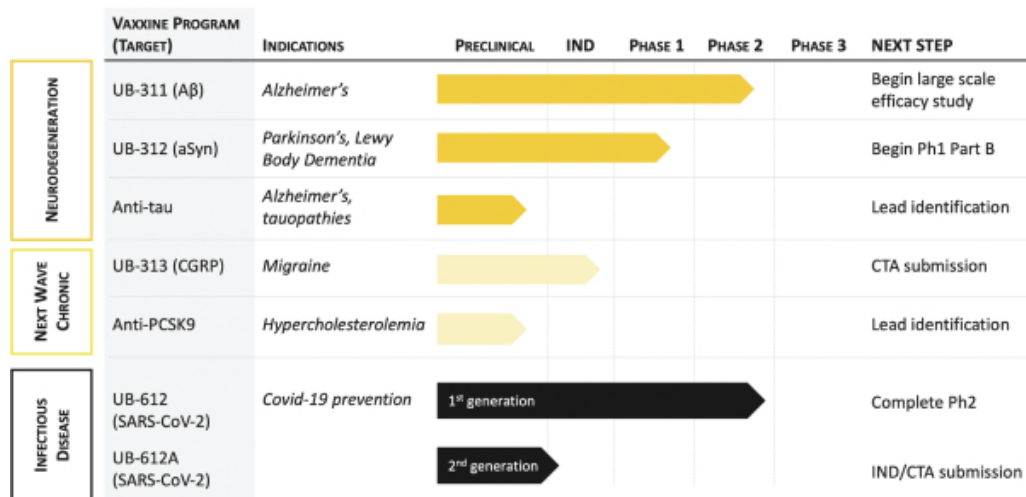 VAXXINE PROGRAM
(TARGET) INDICATIONS PRECLINICAL IND PHASE 1 PHASE 2 PHASE 3 NEXT STEP
NEURODEGENERATION
UB-311 (Aβ) Alzheimer's Begin large scale
efficacy study
UB-312 (aSyn) Parkinson's, Lewy
Body Dementia Begin Ph1 Part B
Anti-tau Alzheimer's,
tauopathies Lead identification
NEXT WAVE
CHRONIC
UB-313 (CGRP) Migraine CTA submission
Anti-PCSK9 Hypercholesterolemia Lead identification
INFECTIOUS
DISEASE
UB-612
(SARS-CoV-2) Covid-19 prevention 1st generation Complete Ph2
UB-612A
(SARS-CoV-2) 2nd generation IND/CTA submission